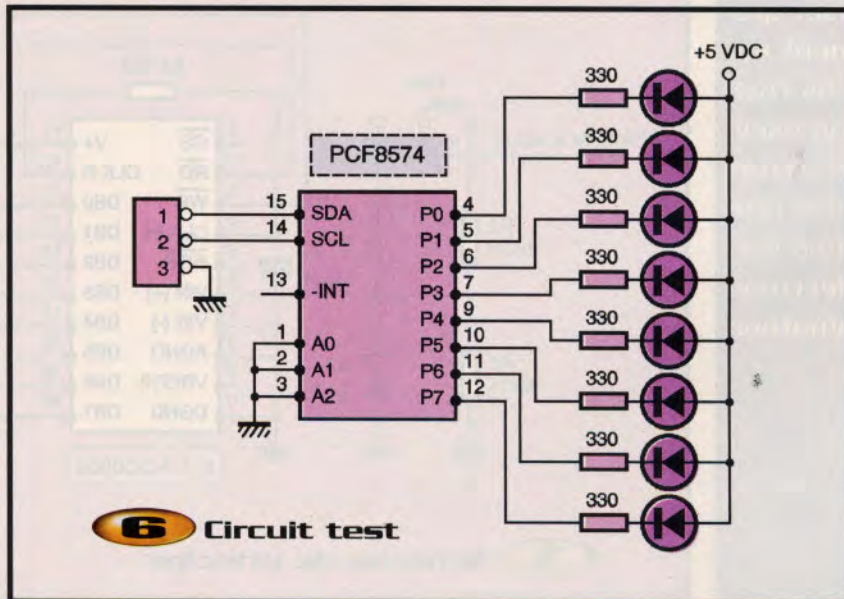 +5 VDC
330
330
330
330
330
330
330
330
PCF8574
1
2
3
15 SDA
14 SCL
13 -INT
1 A0
2 A1
3 A2
P0 4
P1 5
P2 6
P3 7
P4 9
P5 10
P6 11
P7 12
6 Circuit test